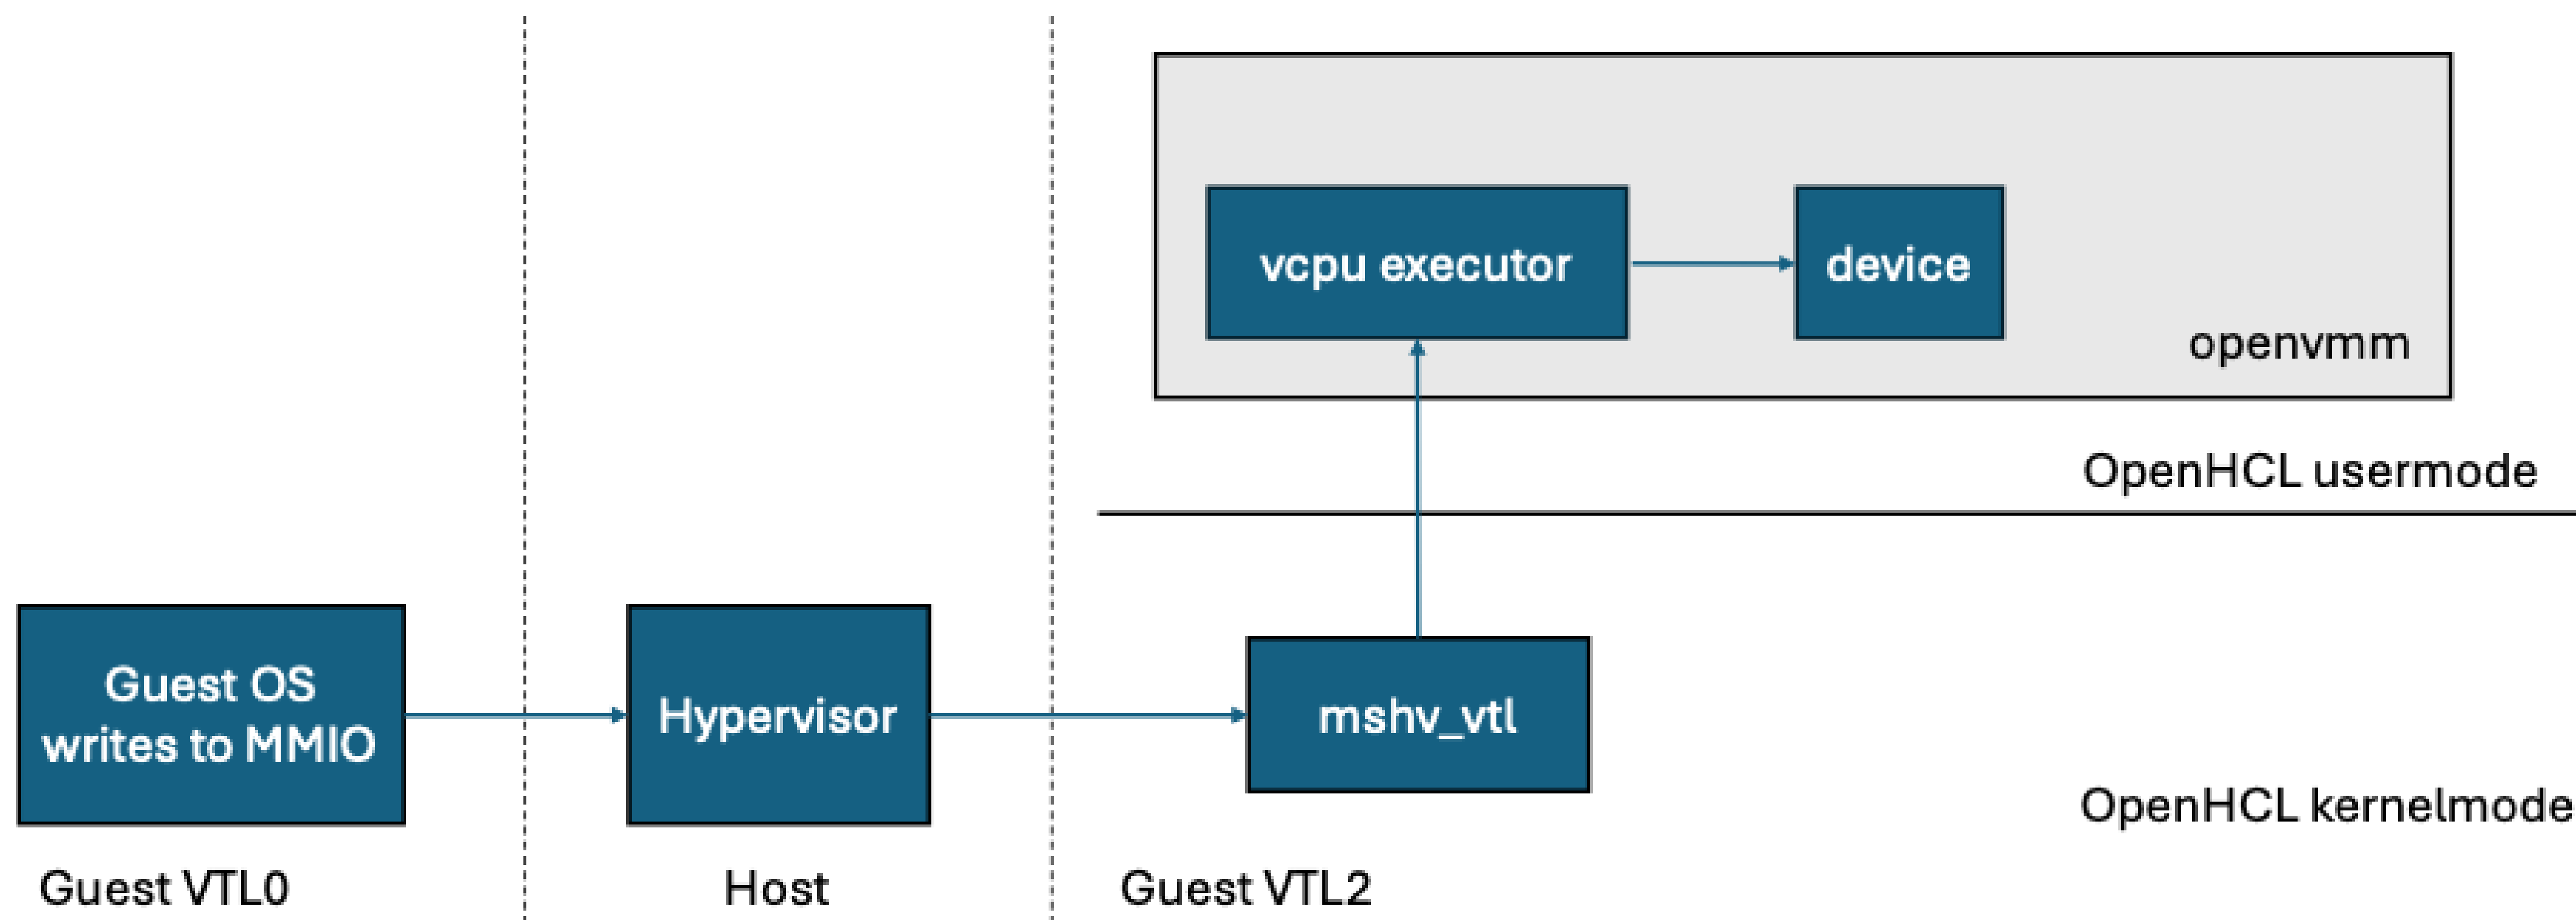 vcpu executor
device
openvmm
OpenHCL usermode
Guest OS
writes to MMIO
Hypervisor
mshv_vtl
OpenHCL kernelmode
Guest VTL0
Host
Guest VTL2